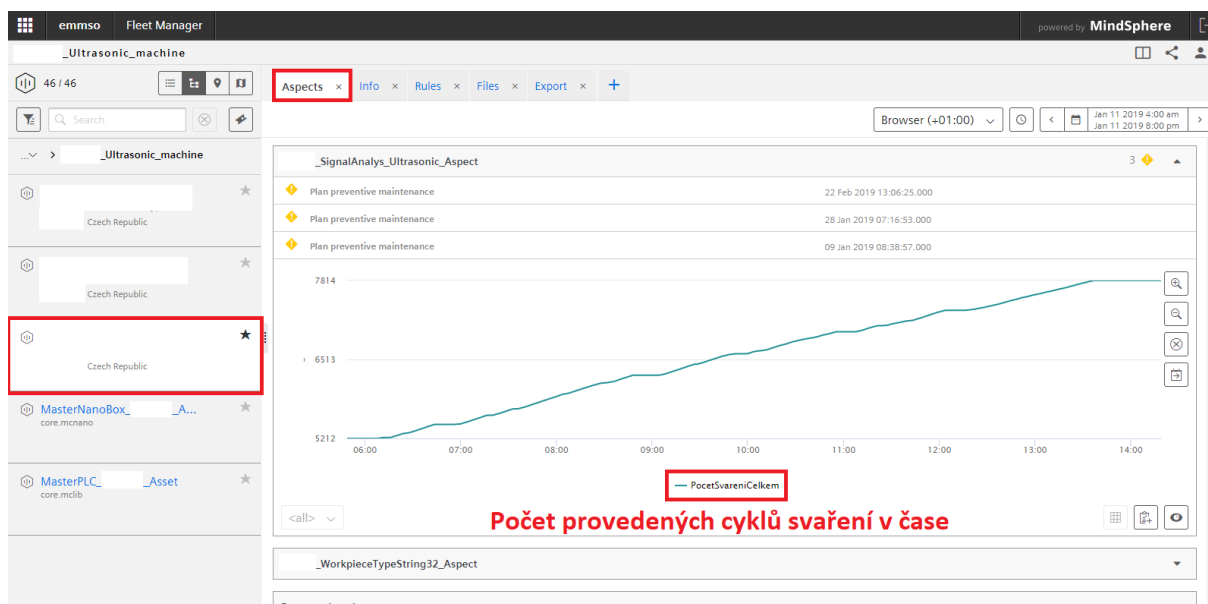 emmso Fleet Manager powered by MindSphere
_Ultrasonic_machine
46 / 46
Aspects × Info × Rules × Files × Export × +
Search
Browser (+01:00)
Jan 11 2019 4:00 am
Jan 11 2019 8:00 pm
... > _Ultrasonic_machine
Czech Republic
Czech Republic
Czech Republic
MasterNanoBox_ _A...
core.mcnano
MasterPLC_ _Asset
core.mclib
_SignalAnalys_Ultrasonic_Aspect 3
Plan preventive maintenance 22 Feb 2019 13:06:25.000
Plan preventive maintenance 28 Jan 2019 07:16:53.000
Plan preventive maintenance 09 Jan 2019 08:38:57.000
7814
6513
5212
06:00 07:00 08:00 09:00 10:00 11:00 12:00 13:00 14:00
PocetSvareniCelkem
<all>
Počet provedených cyklů svaření v čase
_WorkpieceTypeString32_Aspect